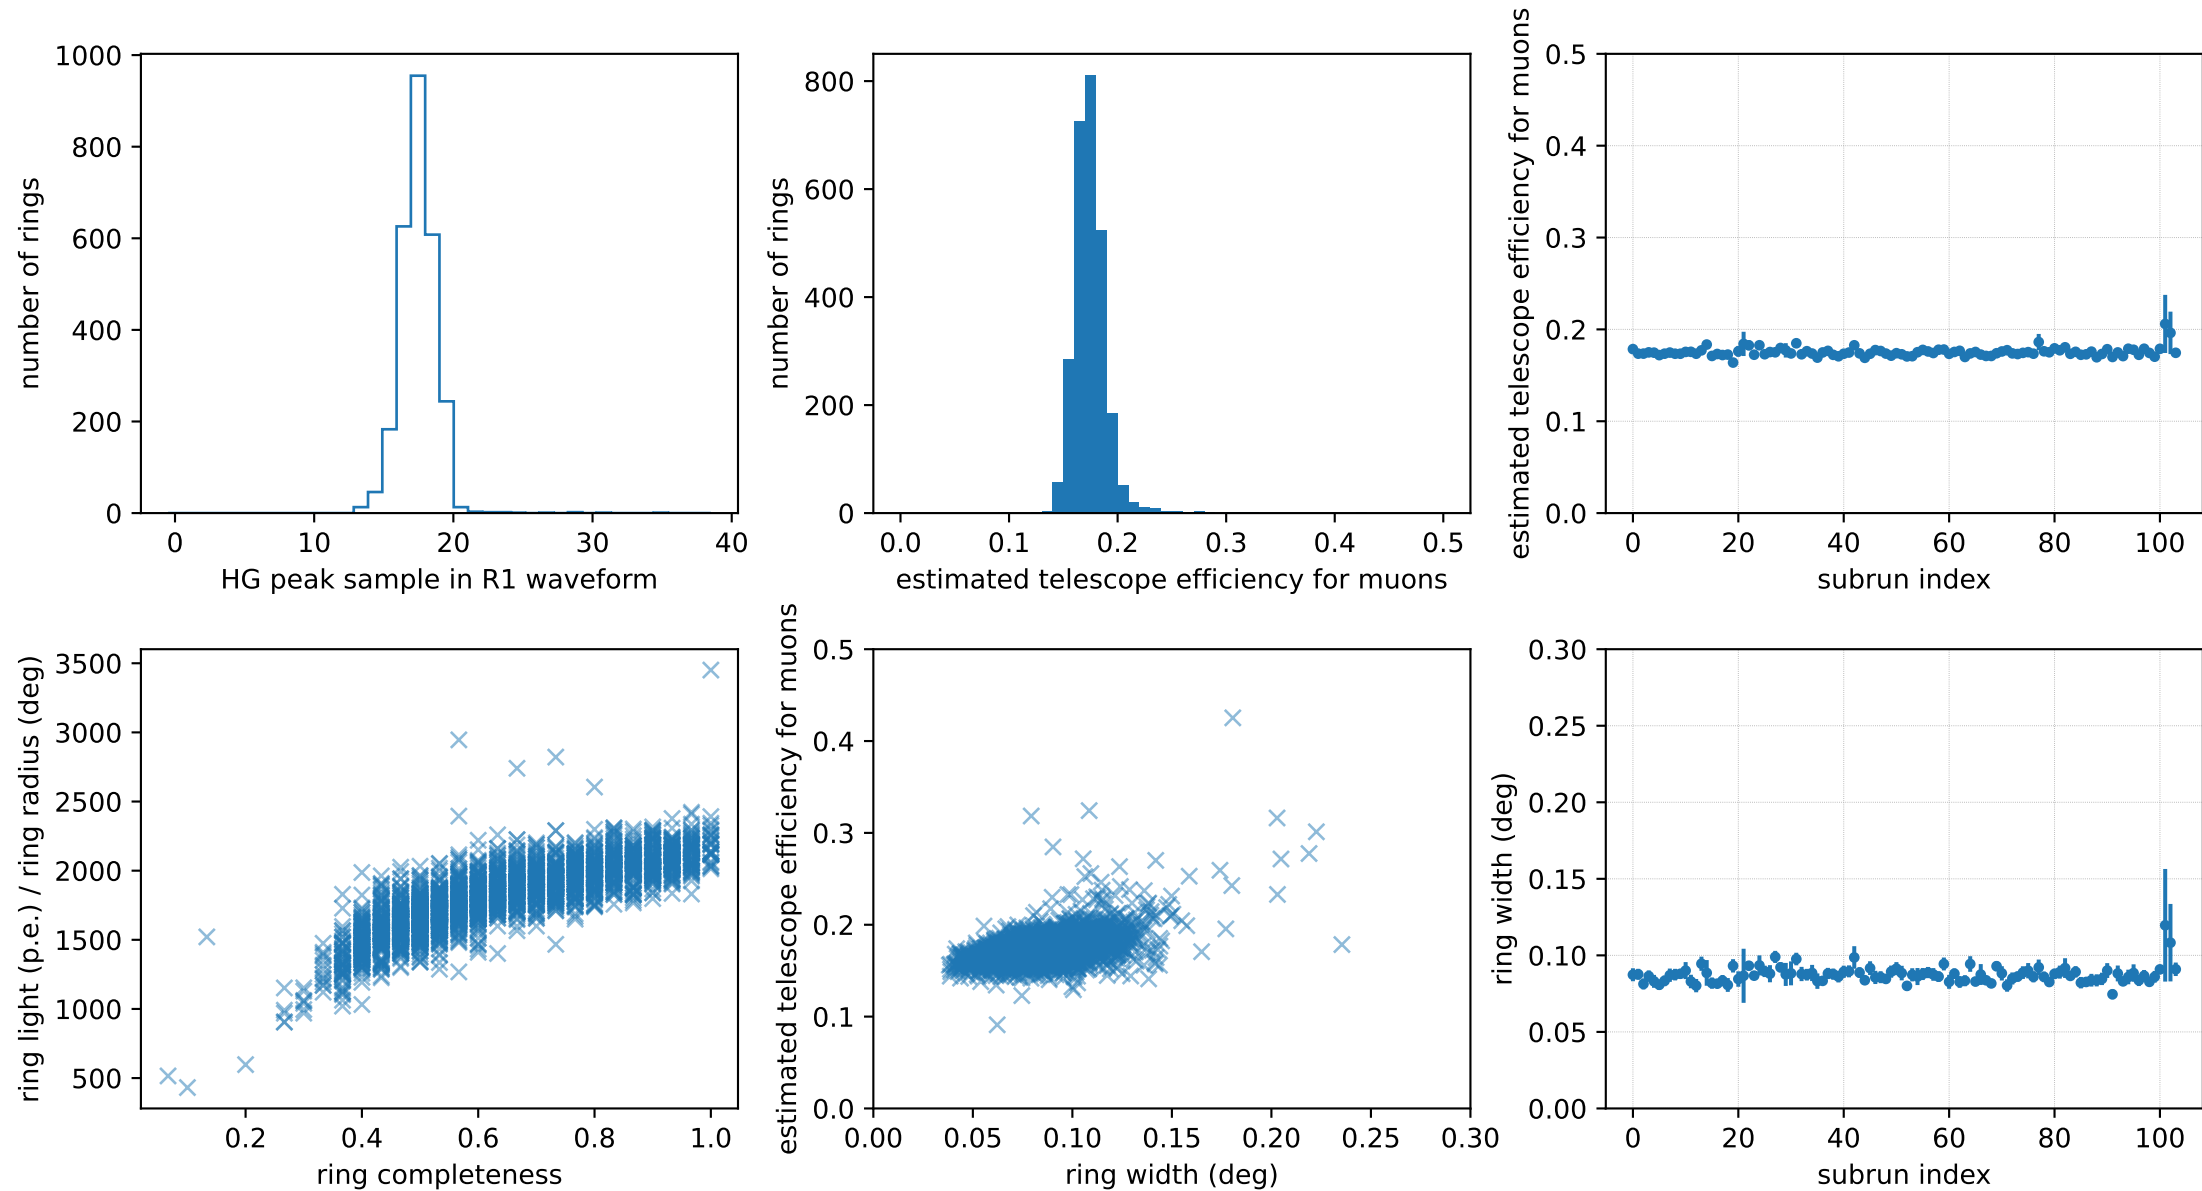 1000
800
600
400
200
0
number of rings
0 10 20 30 40
HG peak sample in R1 waveform
800
600
400
200
0
number of rings
0.0 0.1 0.2 0.3 0.4 0.5
estimated telescope efficiency for muons
0.5
0.4
0.3
0.2
0.1
0.0
estimated telescope efficiency for muons
0 20 40 60 80 100
subrun index
3500
3000
2500
2000
1500
1000
500
ring light (p.e.) / ring radius (deg)
0.2 0.4 0.6 0.8 1.0
ring completeness
0.5
0.4
0.3
0.2
0.1
0.0
estimated telescope efficiency for muons
0.00 0.05 0.10 0.15 0.20 0.25 0.30
ring width (deg)
0.30
0.25
0.20
0.15
0.10
0.05
0.00
ring width (deg)
0 20 40 60 80 100
subrun index